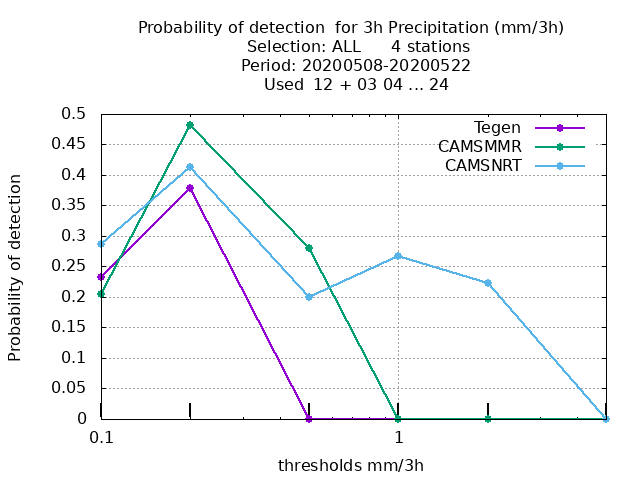 Probability of detection  for 3h Precipitation (mm/3h)
Selection: ALL      4 stations
Period: 20200508-20200522
Used  12 + 03 04 ... 24
0.5
0.45
0.4
0.35
0.3
0.25
0.2
0.15
0.1
0.05
0
Probability of detection
Tegen
CAMSMMR
CAMSNRT
0.1
1
thresholds mm/3h